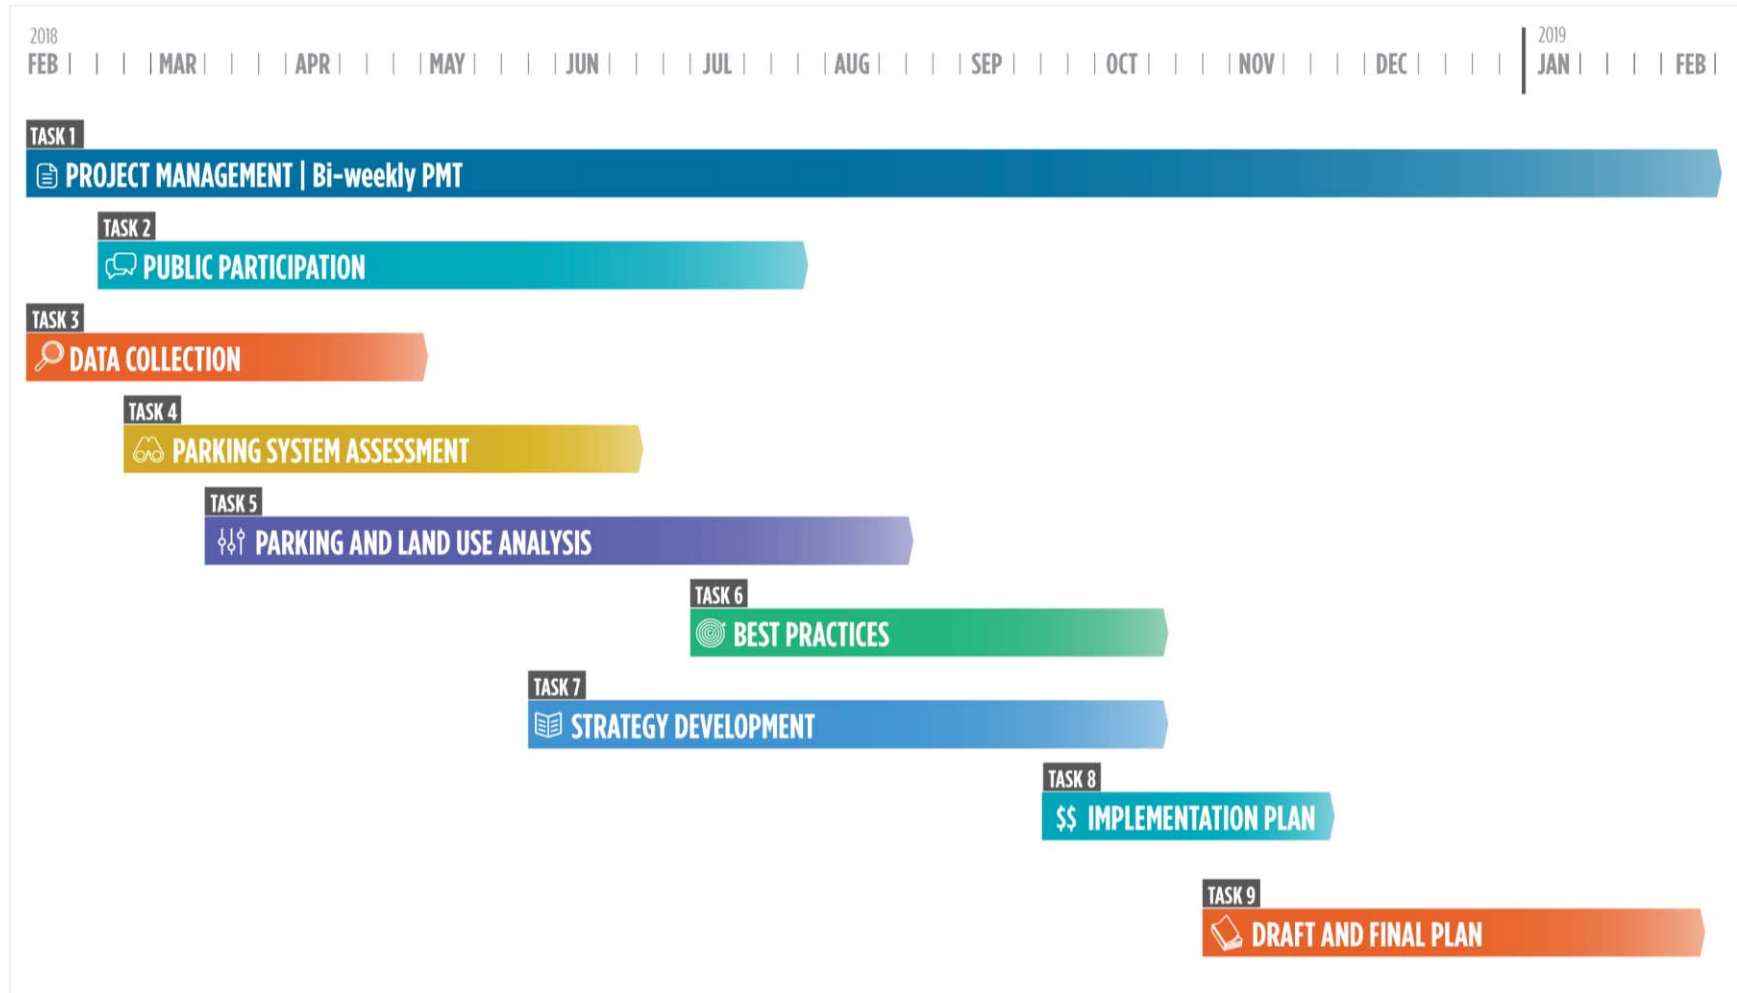 2018
2019
FEB MAR APR MAY JUN JUL AUG SEP OCT NOV DEC JAN FEB
TASK 1
PROJECT MANAGEMENT | Bi-weekly PMT
TASK 2
PUBLIC PARTICIPATION
TASK 3
DATA COLLECTION
TASK 4
PARKING SYSTEM ASSESSMENT
TASK 5
PARKING AND LAND USE ANALYSIS
TASK 6
BEST PRACTICES
TASK 7
STRATEGY DEVELOPMENT
TASK 8
$$ IMPLEMENTATION PLAN
TASK 9
DRAFT AND FINAL PLAN